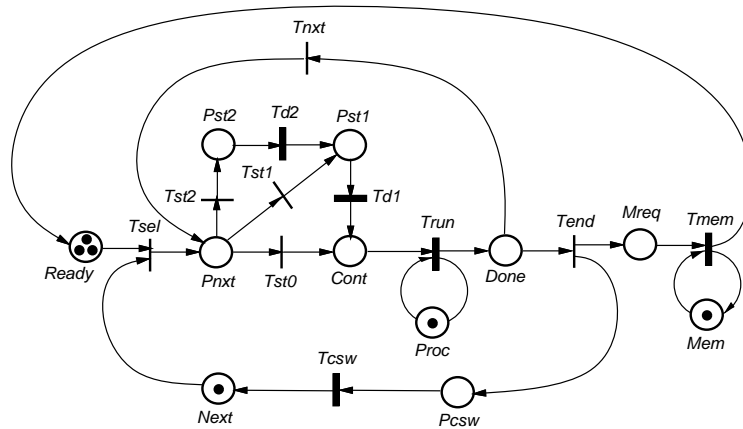 Tnxt
Pst2
Td2
Pst1
Tst1
Tst2
Td1
Tsel
Trun
Tend
Mreq
Tmem
Ready
Pnxt
Tst0
Cont
Done
Proc
Mem
Tcsw
Next
Pcsw